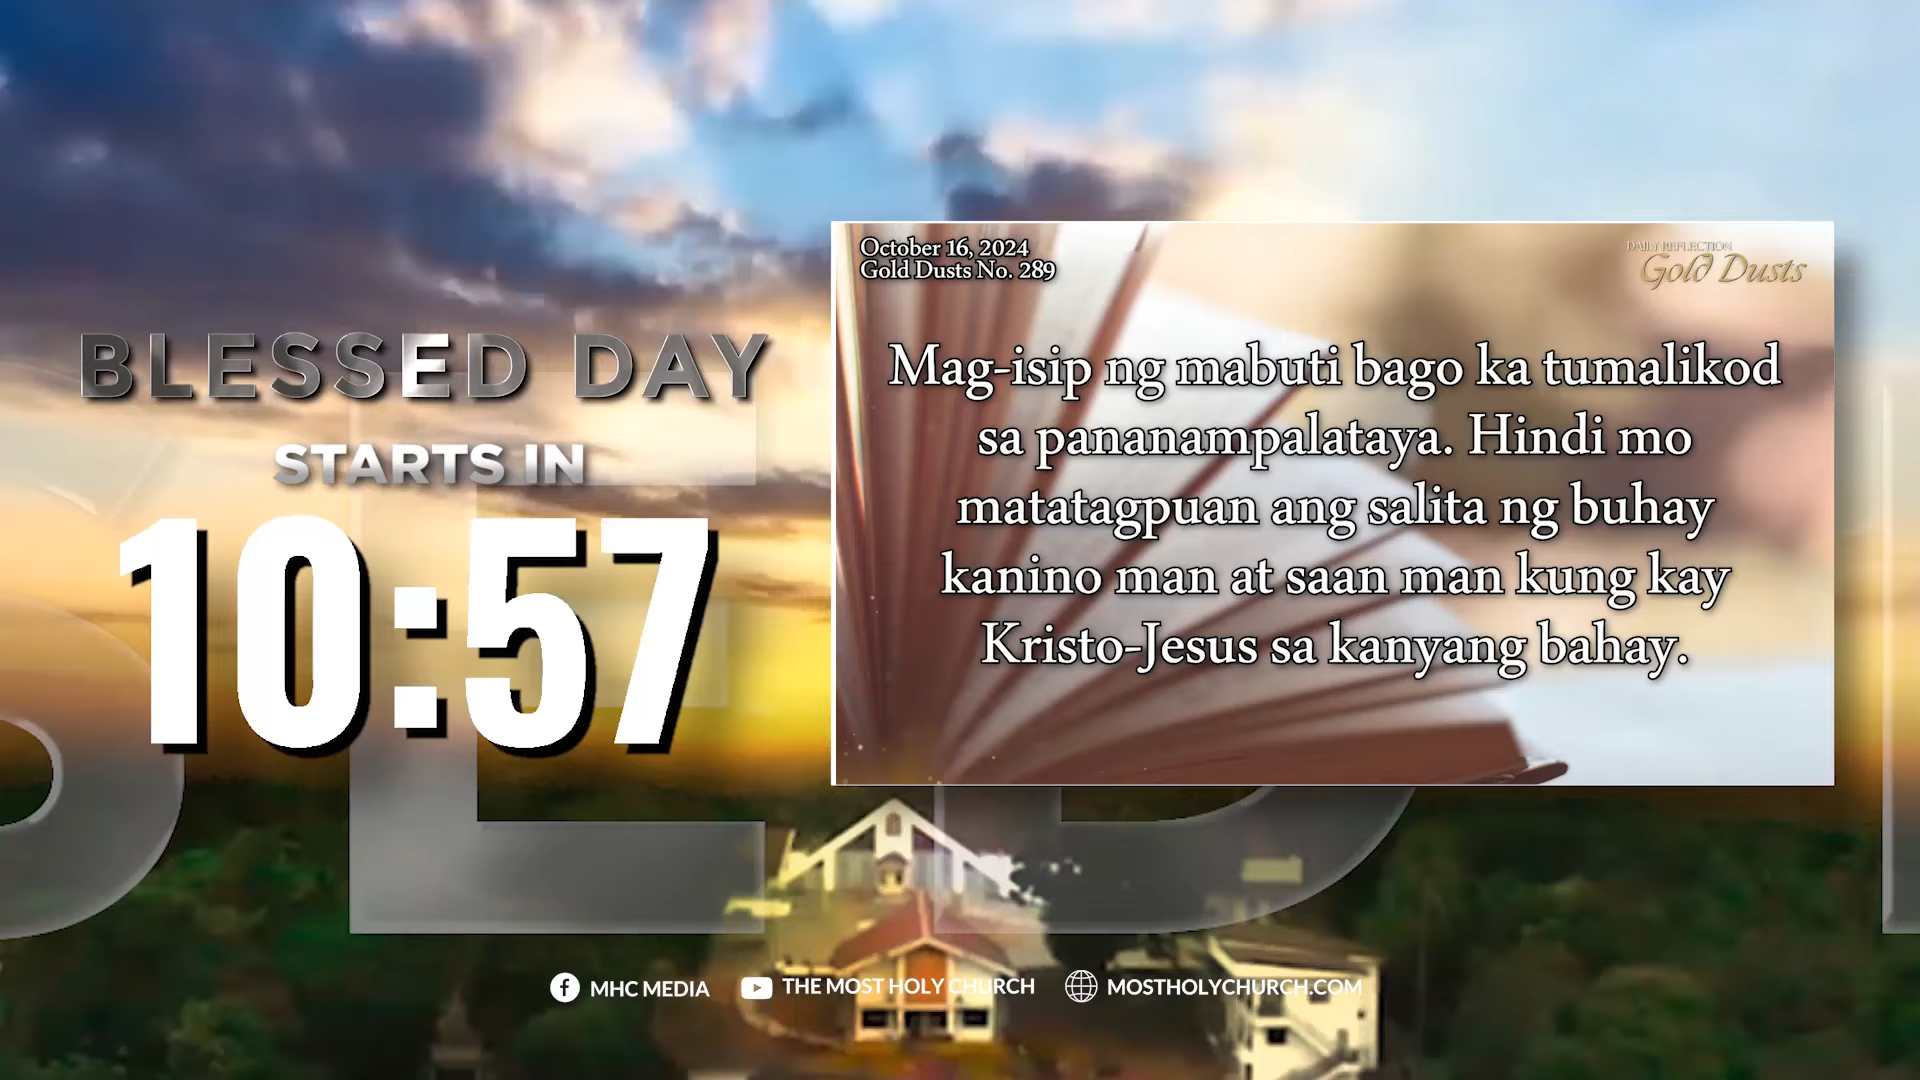 BLESSED DAY
STARTS IN
10:57
October 16, 2024
Gold Dusts No. 289
DAILY REFLECTION
Gold Dusts
Mag-isip ng mabuti bago ka tumalikod
sa pananampalataya. Hindi mo
matatagpuan ang salita ng buhay
kanino man at saan man kung kay
Kristo-Jesus sa kanyang bahay.
MHC MEDIA
THE MOST HOLY CHURCH
MOSTHOLYCHURCH.COM